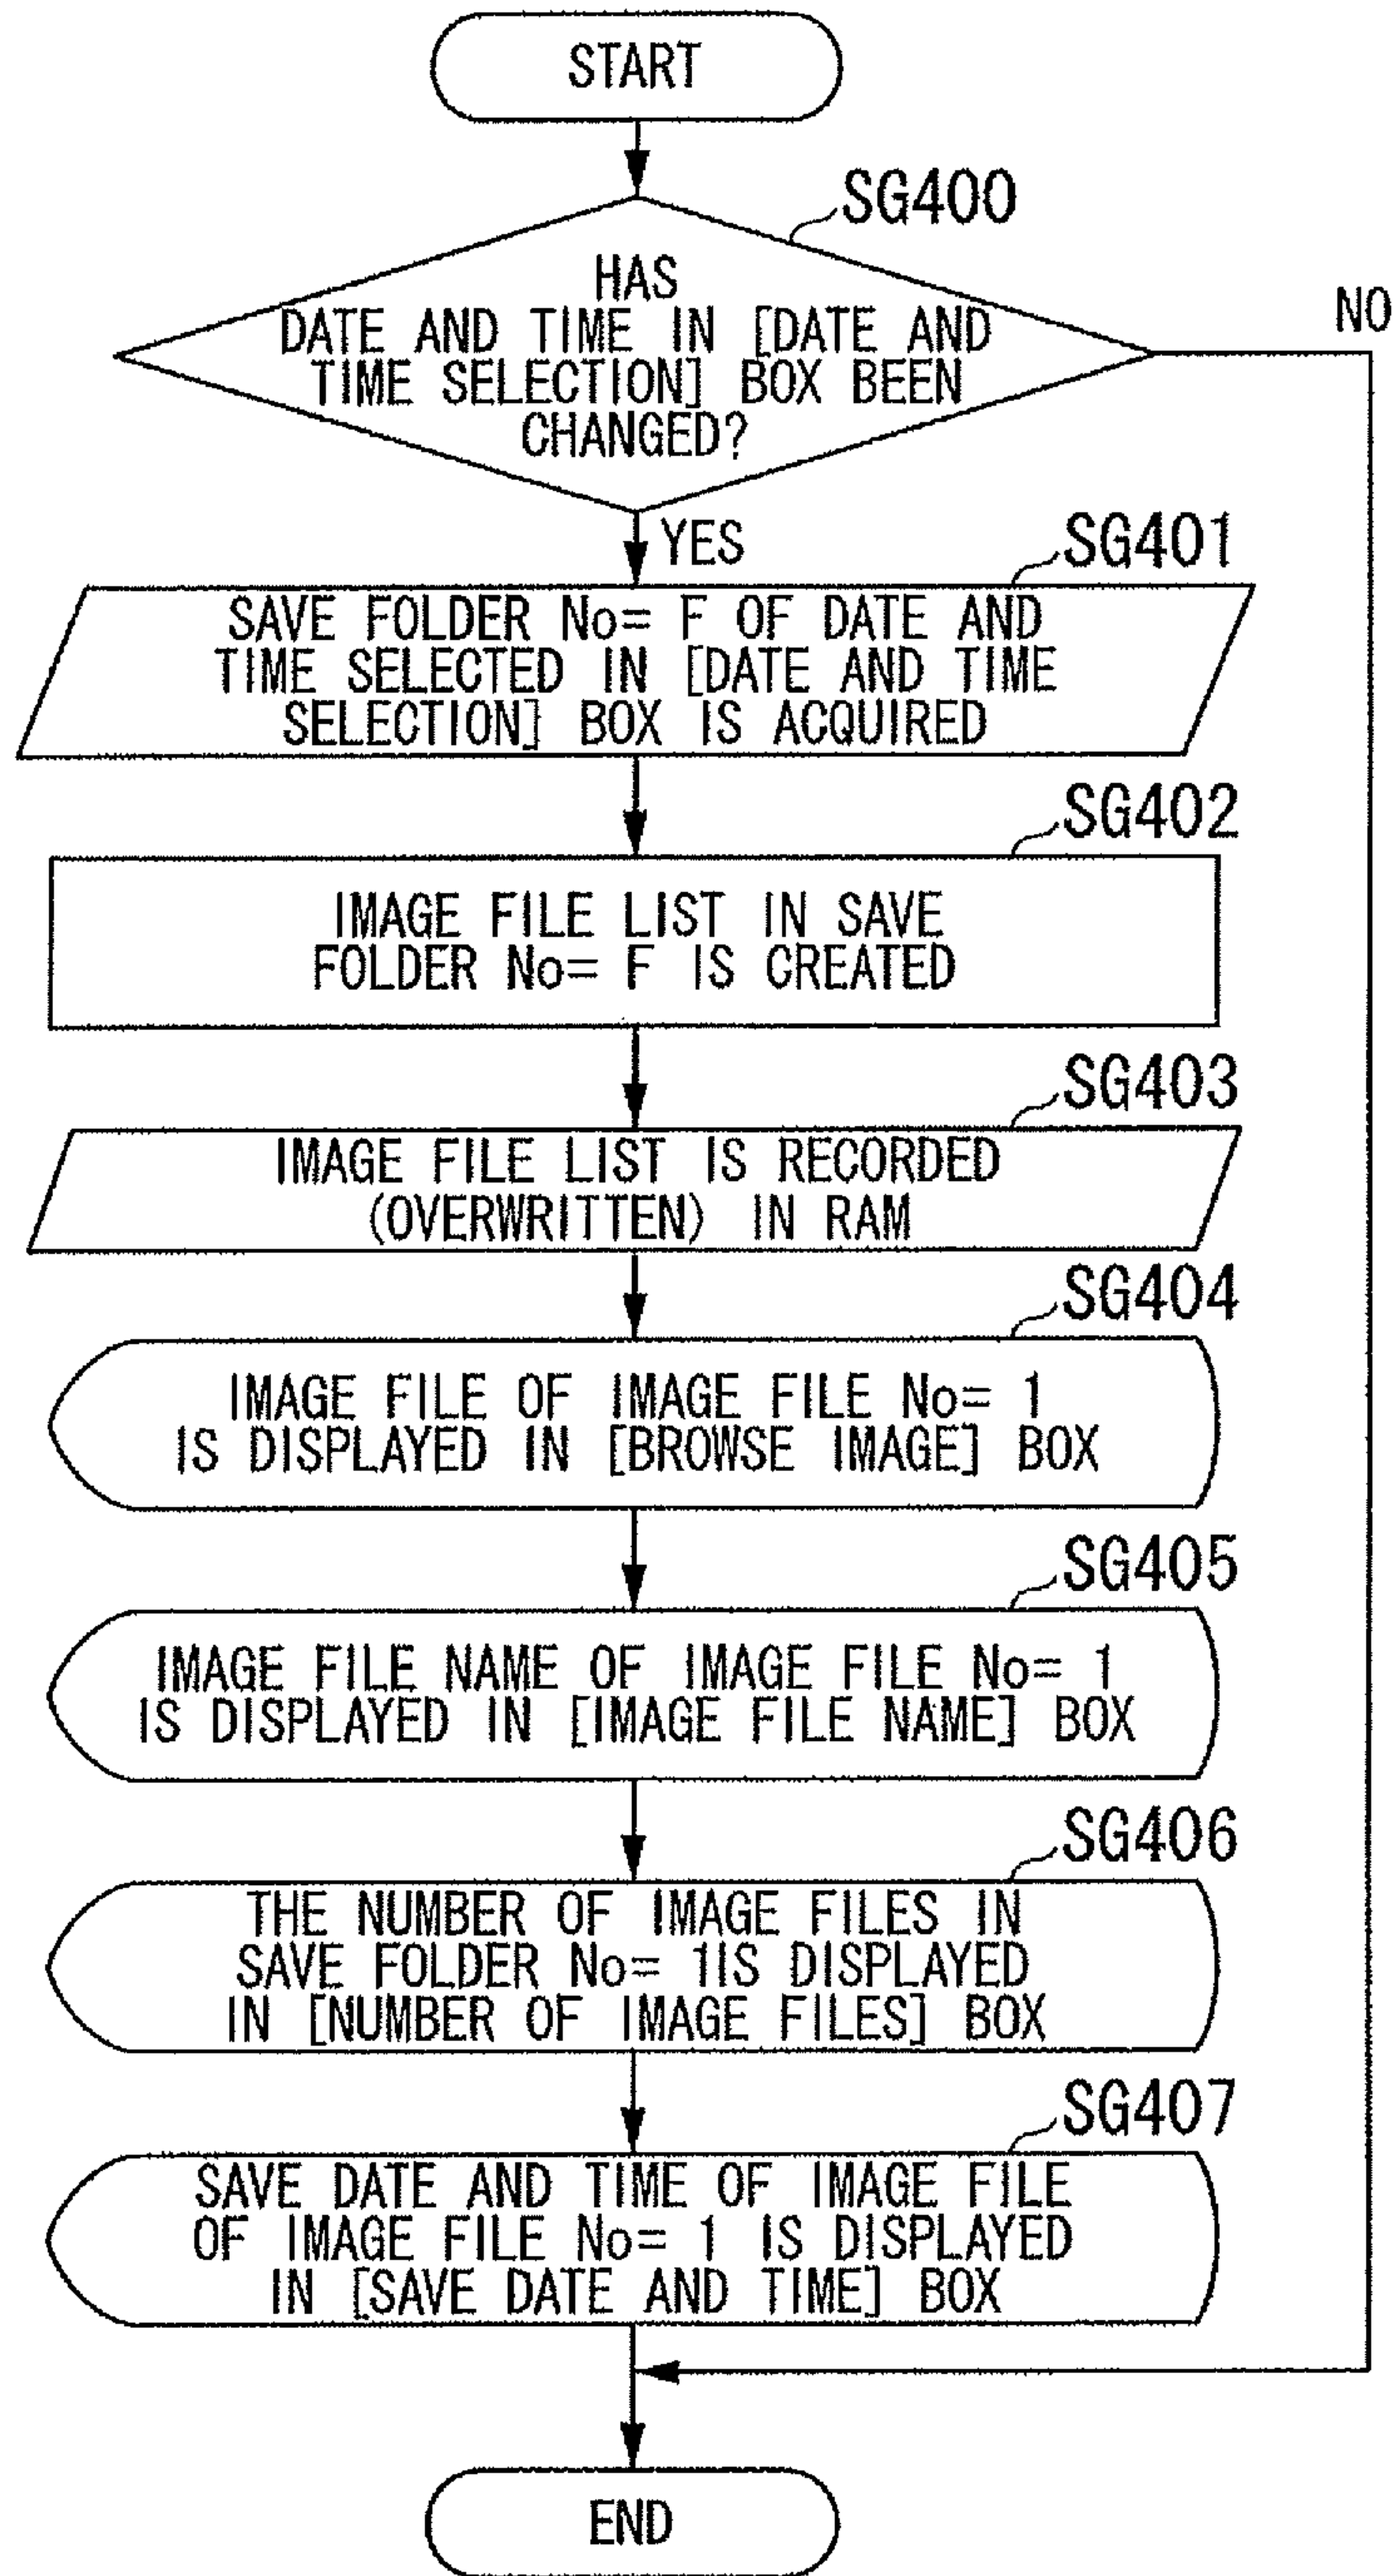 START
SG400
HAS
DATE AND TIME IN [DATE AND
TIME SELECTION] BOX BEEN
CHANGED?
NO
YES
SG401
SAVE FOLDER No= F OF DATE AND
TIME SELECTED IN [DATE AND TIME
SELECTION] BOX IS ACQUIRED
SG402
IMAGE FILE LIST IN SAVE
FOLDER No= F IS CREATED
SG403
IMAGE FILE LIST IS RECORDED
(OVERWRITTEN) IN RAM
SG404
IMAGE FILE OF IMAGE FILE No= 1
IS DISPLAYED IN [BROWSE IMAGE] BOX
SG405
IMAGE FILE NAME OF IMAGE FILE No= 1
IS DISPLAYED IN [IMAGE FILE NAME] BOX
SG406
THE NUMBER OF IMAGE FILES IN
SAVE FOLDER No= 1IS DISPLAYED
IN [NUMBER OF IMAGE FILES] BOX
SG407
SAVE DATE AND TIME OF IMAGE FILE
OF IMAGE FILE No= 1 IS DISPLAYED
IN [SAVE DATE AND TIME] BOX
END